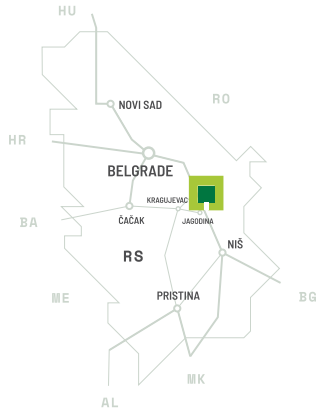 HU
RO
NOVI SAD
HR
BELGRADE
KRAGUJEVAC
BA
ČAČAK
JAGODINA
NIŠ
RS
ME
PRISTINA
BG
MK
AL